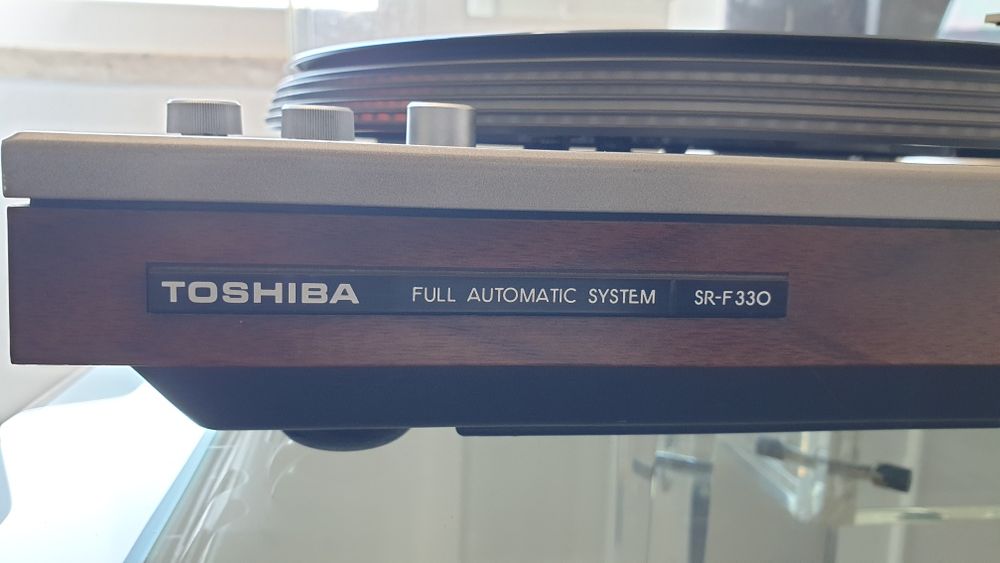 TOSHIBA FULL AUTOMATIC SYSTEM SR-F330